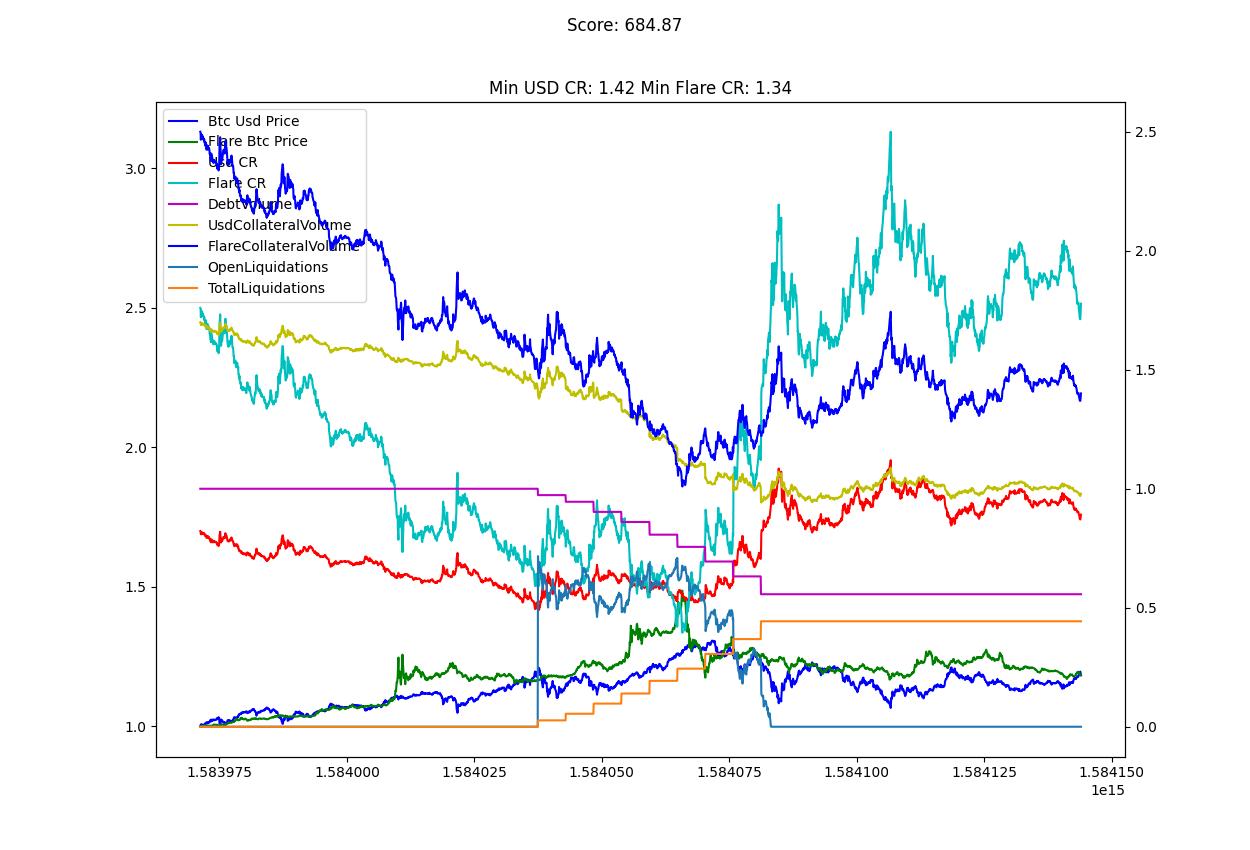 Score: 684.87
Min USD CR: 1.42 Min Flare CR: 1.34
Btc Usd Price
Flare Btc Price
Usd CR
Flare CR
DebtVolume
UsdCollateralVolume
FlareCollateralVolume
OpenLiquidations
TotalLiquidations
3.0
2.5
2.0
1.5
1.0
2.5
2.0
1.5
1.0
0.5
0.0
1.583975 1.584000 1.584025 1.584050 1.584075 1.584100 1.584125 1.584150
1e15